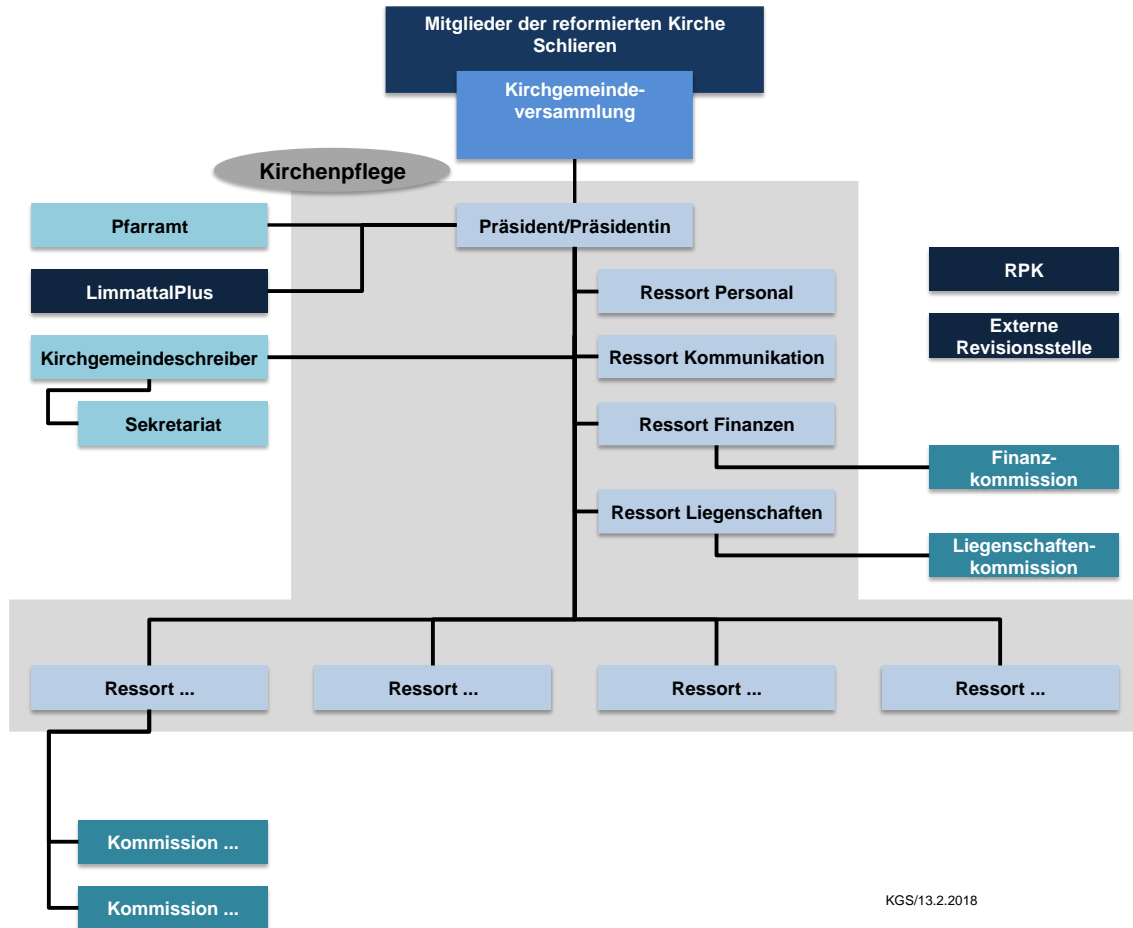 Mitglieder der reformierten Kirche
Schlieren
Kirchgemeinde-
versammlung
Kirchenpflege
Pfarramt
Präsident/Präsidentin
LimmattalPlus
Ressort Personal
RPK
Kirchgemeindeschreiber
Ressort Kommunikation
Externe
Revisionsstelle
Sekretariat
Ressort Finanzen
Finanz-
kommission
Ressort Liegenschaften
Liegenschaften-
kommission
Ressort ...
Ressort ...
Ressort ...
Ressort ...
Kommission ...
Kommission ...
KGS/13.2.2018